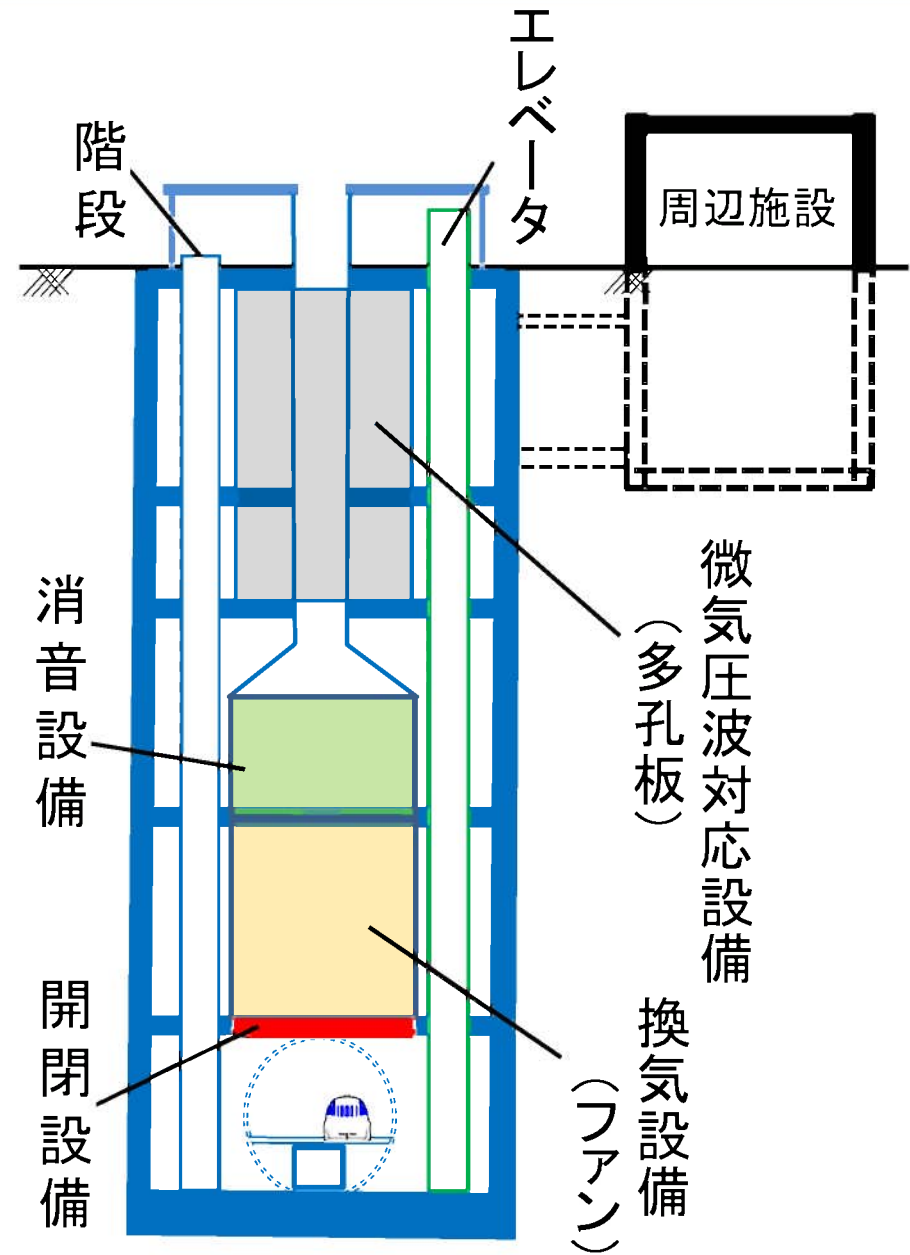 エレベータ
階段
周辺施設
微気圧波対応設備
（多孔板）
消音設備
換気設備
（ファン）
開閉設備